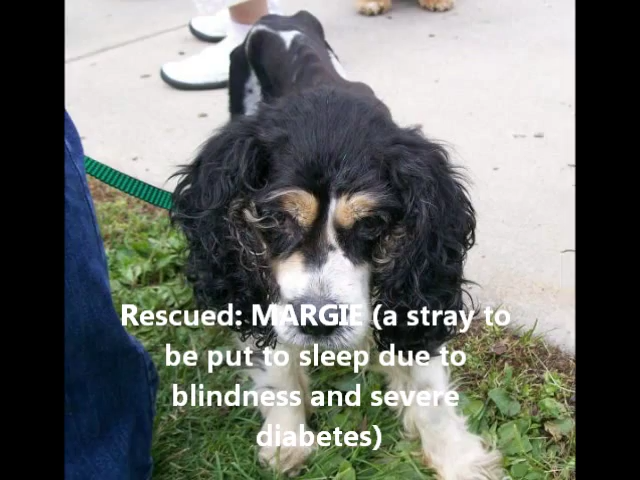 Rescued: MARGIE (a stray to
be put to sleep due to
blindness and severe
diabetes)